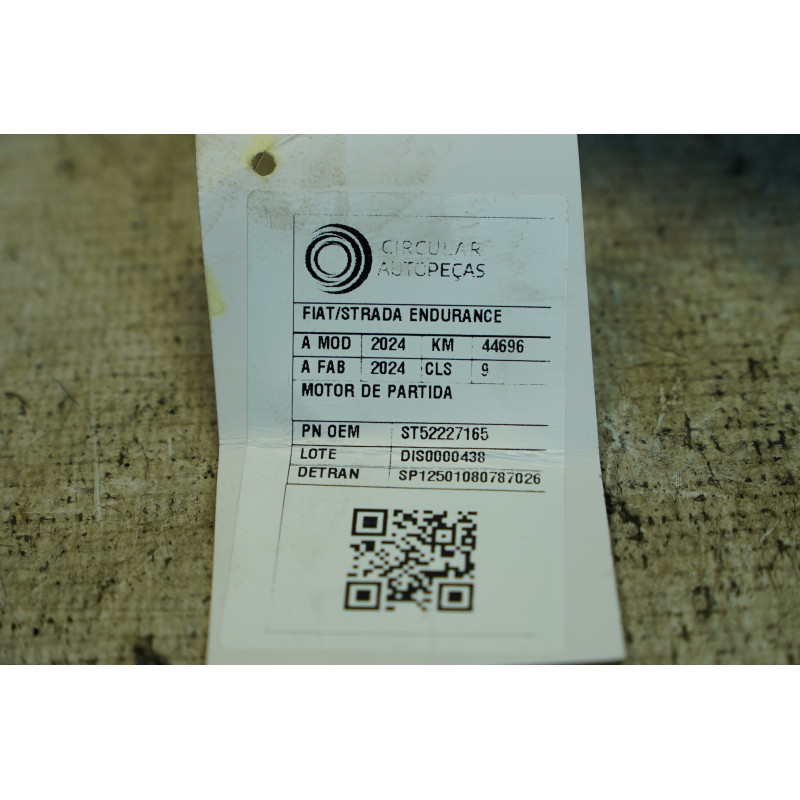 CIRCULAR
AUTOPEÇAS
FIAT/STRADA ENDURANCE
A MOD 2024 KM 44696
A FAB 2024 CLS 9
MOTOR DE PARTIDA
PN OEM ST52227165
LOTE DIS0000438
DETRAN SP12501080787026